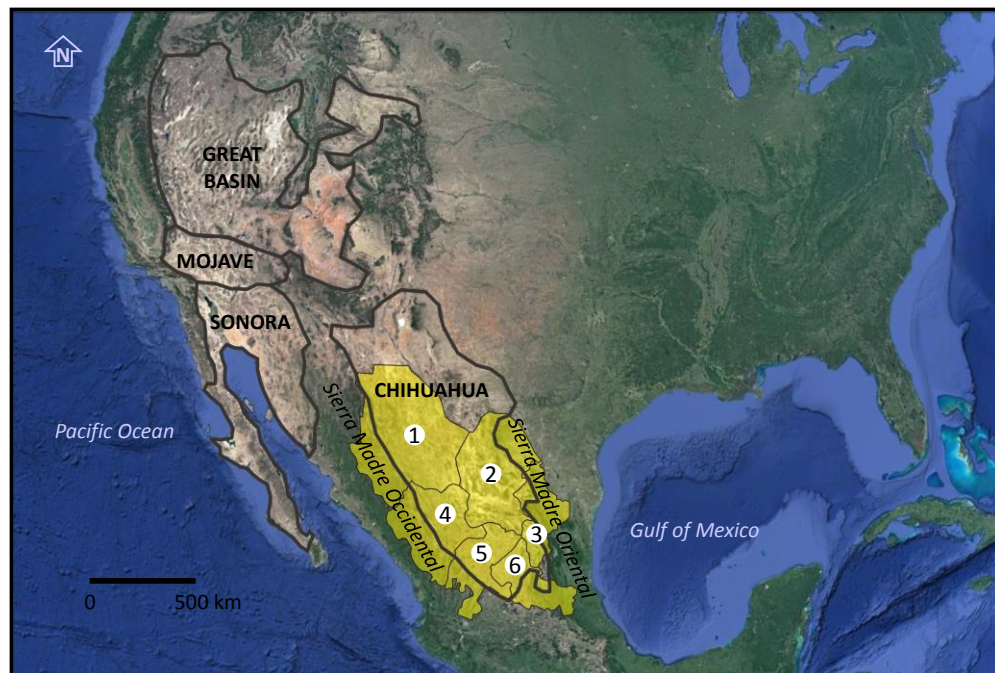 N
GREAT
BASIN
MOJAVE
SONORA
CHIHUAHUA
Sierra Madre Occidental
Sierra Madre Oriental
Pacific Ocean
Gulf of Mexico
1
2
3
4
5
6
0 500 km